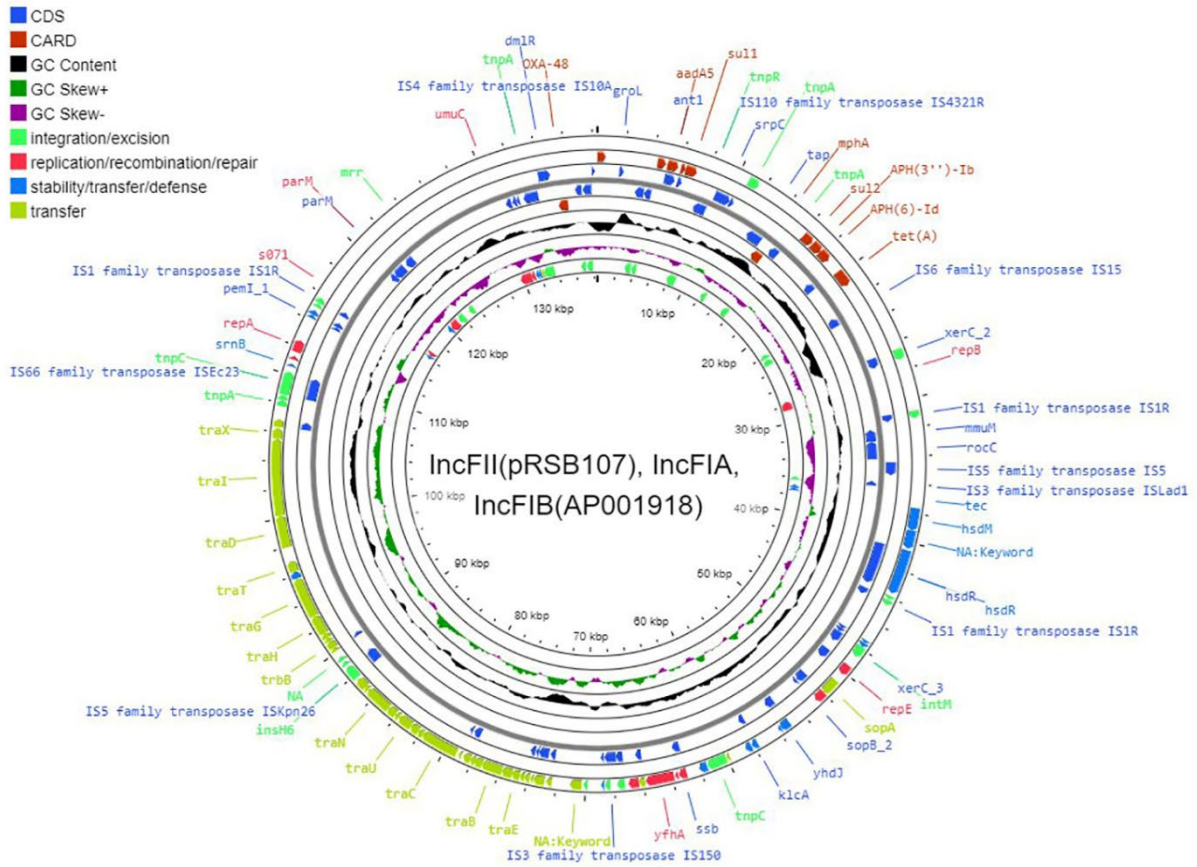 CDS
CARD
GC Content
GC Skew+
GC Skew-
integration/excision
replication/recombination/repair
stability/transfer/defense
transfer
dmlR
tnpA
OXA-48
IS4 family transposase IS10A
groL
umuC
mrr
parM
parM
s071
IS1 family transposase IS1R
pemI_1
repA
srnB
tnpC
IS66 family transposase ISEc23
tnpA
traX
traI
traD
traT
traG
traH
trbB
NA
IS5 family transposase ISKpn26
insH6
traN
traU
traC
traB
traE
NA:Keyword
IS3 family transposase IS150
yfhA
ssb
tnpC
klcA
yhdJ
sopB_2
sopA
repE
intM
xerC_3
IS1 family transposase IS1R
hsdR
hsdR
NA:Keyword
hsdM
tec
IS3 family transposase ISLad1
IS5 family transposase IS5
rocC
mmuM
IS1 family transposase IS1R
repB
xerC_2
IS6 family transposase IS15
tet(A)
APH(6)-Id
APH(3'')-Ib
sul2
tnpA
mphA
tap
srpC
IS110 family transposase IS4321R
tnpA
tnpR
sul1
aadA5
ant1
10 kbp
20 kbp
30 kbp
40 kbp
50 kbp
60 kbp
70 kbp
80 kbp
90 kbp
100 kbp
110 kbp
120 kbp
130 kbp
IncFII(pRSB107), IncFIA,
IncFIB(AP001918)